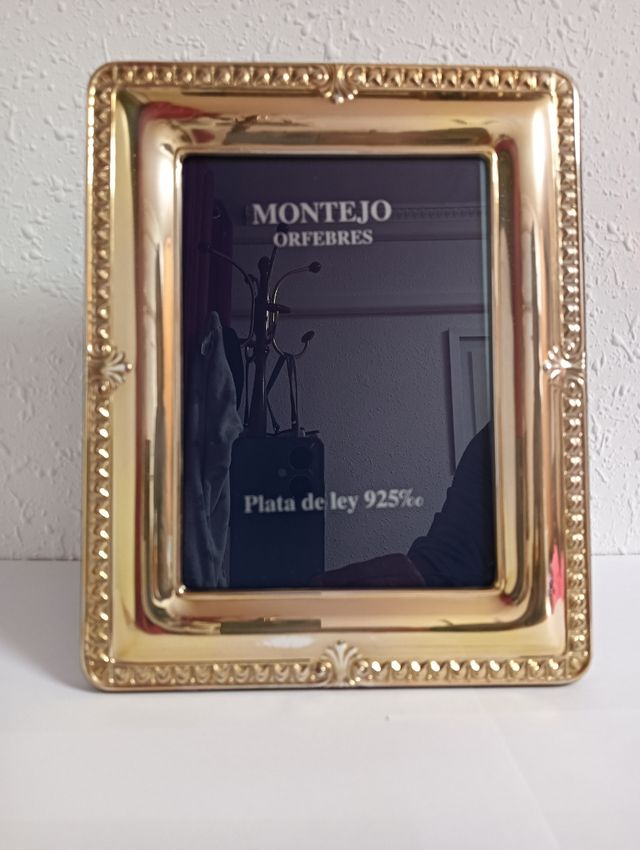 MONTEJO
ORFEBRES
Plata de ley 925‰